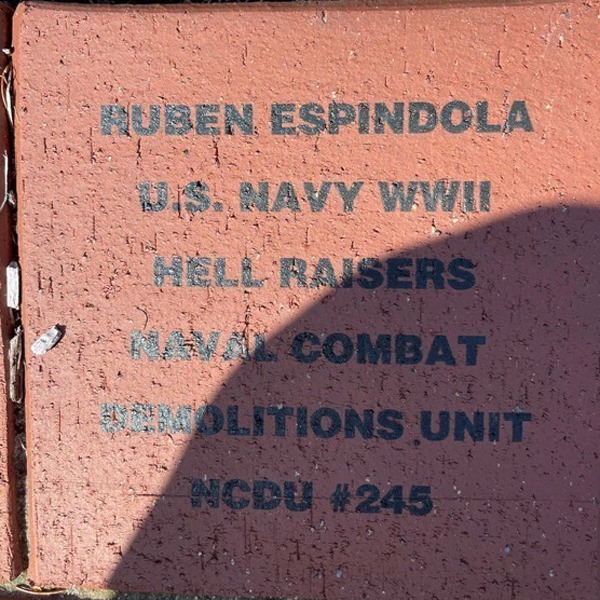 RUBEN ESPINDOLA
U.S. NAVY WWII
HELL RAISERS
NAVAL COMBAT
DEMOLITIONS UNIT
NCDU #245